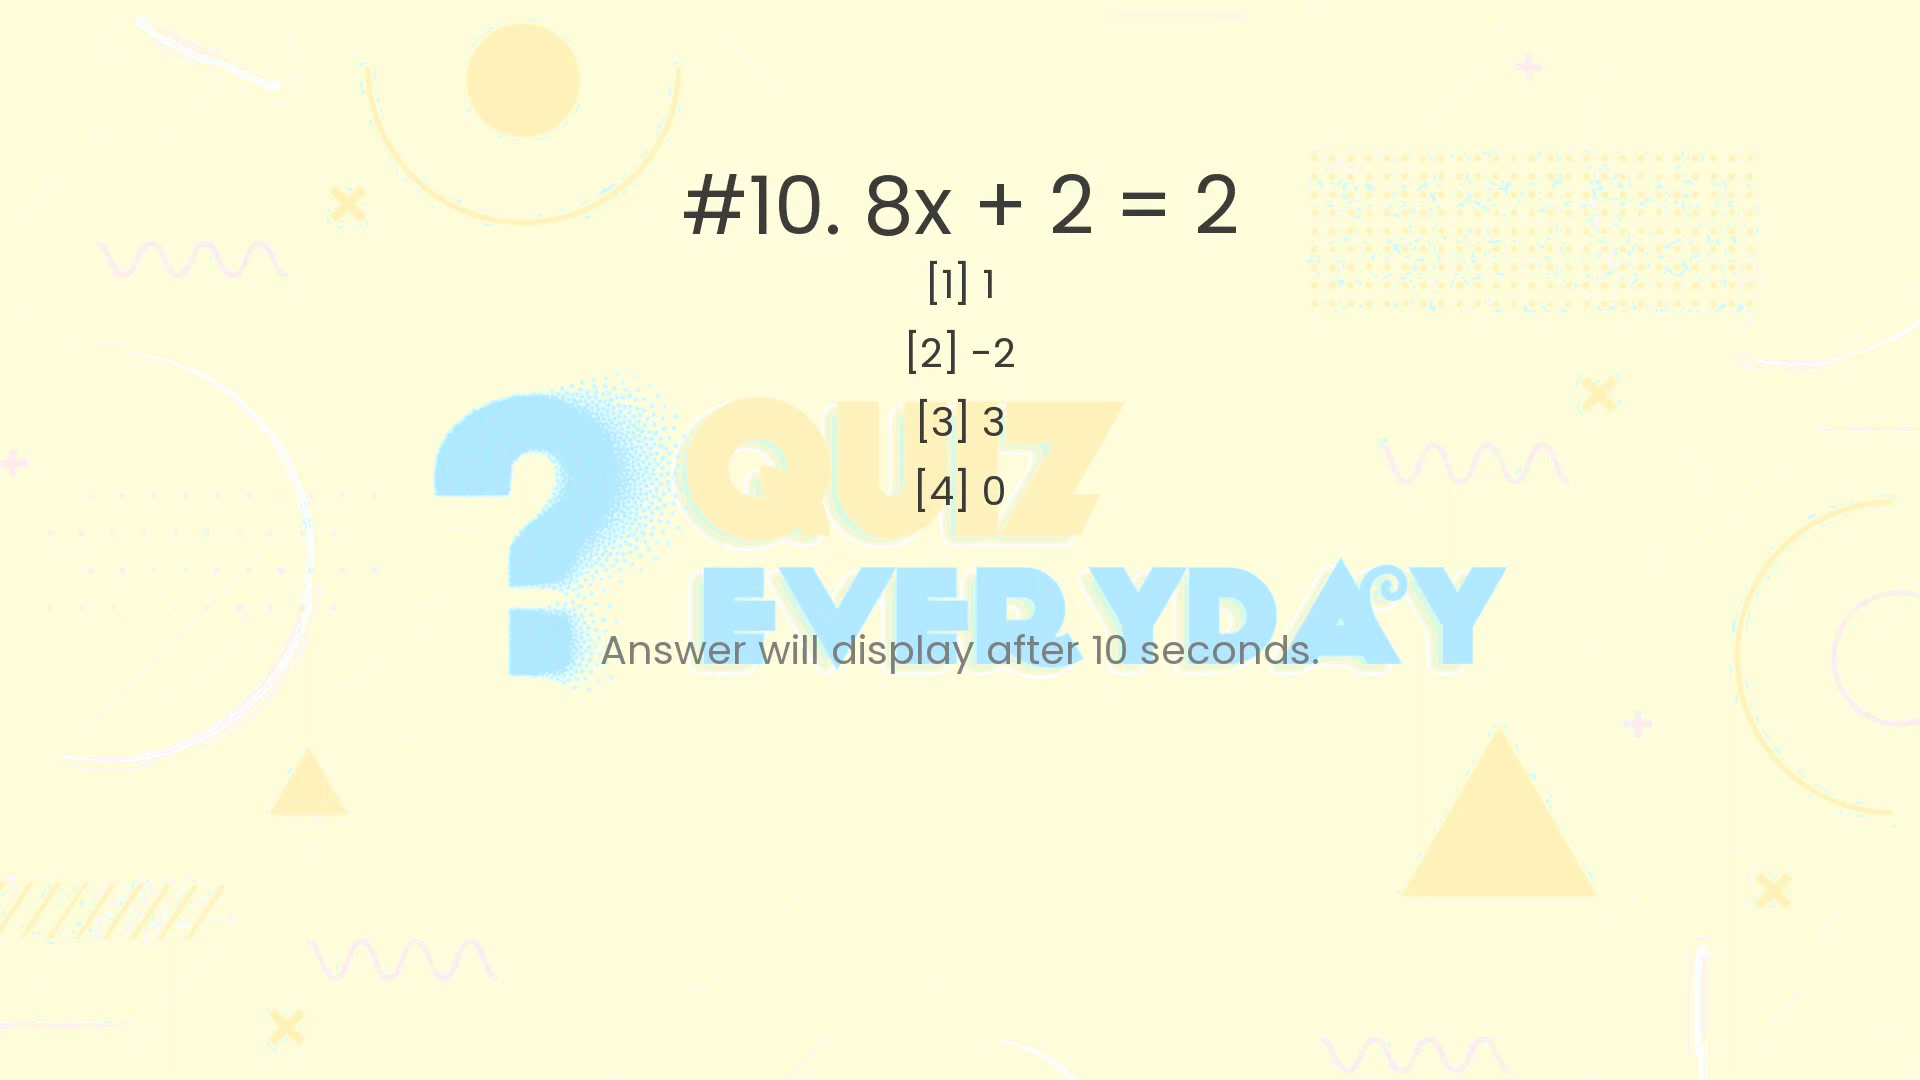 #10. 8x + 2 = 2
[1] 1
[2] -2
[3] 3
[4] 0
QUIZ
EVERYDAY
Answer will display after 10 seconds.